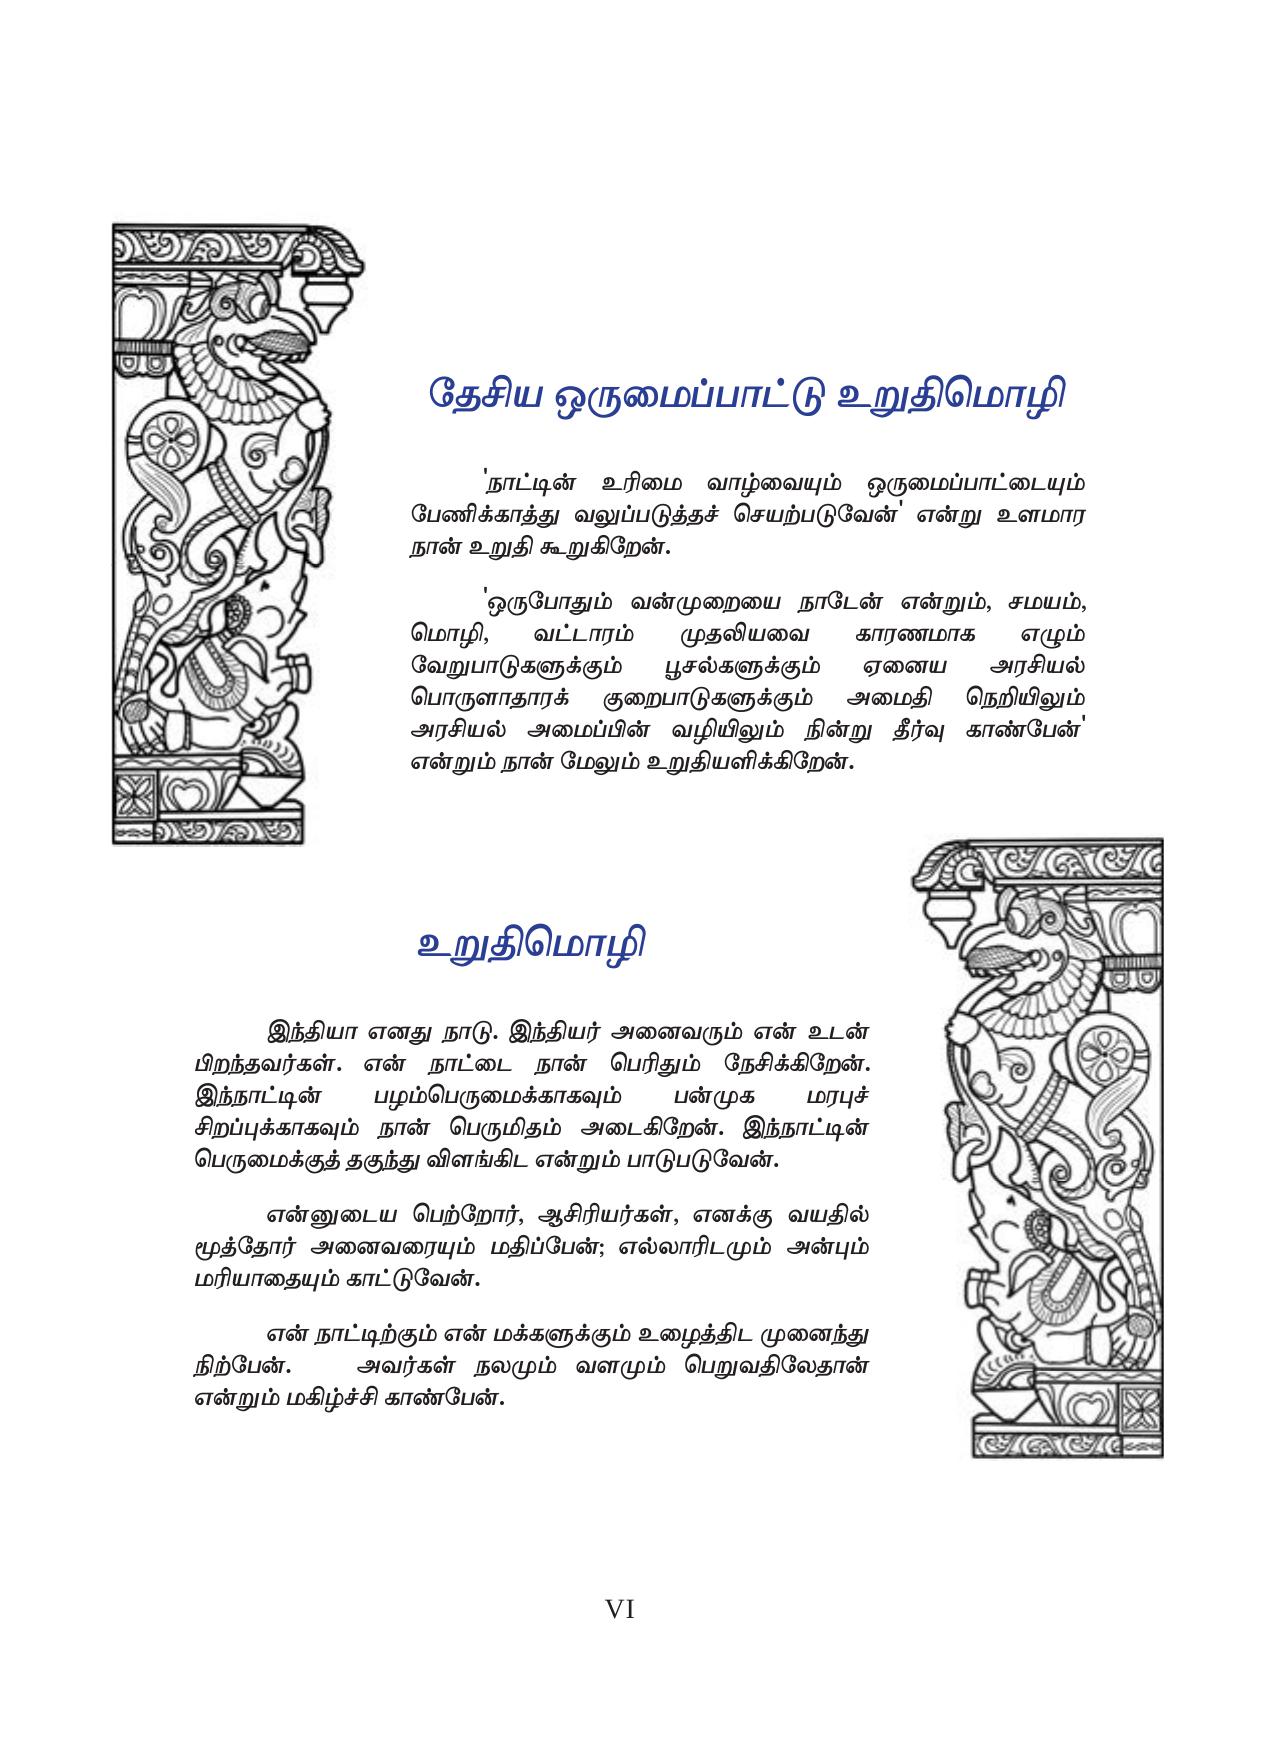 தேசிய ஒருமைப்பாட்டு உறுதிமொழி
'நாட்டின் உரிமை வாழ்வையும் ஒருமைப்பாட்டையும்
பேணிக்காத்து வலுப்படுத்தச் செயற்படுவேன்' என்று உளமார
நான் உறுதி கூறுகிறேன்.
'ஒருபோதும் வன்முறையை நாடேன் என்றும், சமயம்,
மொழி, வட்டாரம் முதலியவை காரணமாக எழும்
வேறுபாடுகளுக்கும் பூசல்களுக்கும் ஏனைய அரசியல்
பொருளாதாரக் குறைபாடுகளுக்கும் அமைதி நெறியிலும்
அரசியல் அமைப்பின் வழியிலும் நின்று தீர்வு காண்பேன்'
என்றும் நான் மேலும் உறுதியளிக்கிறேன்.
உறுதிமொழி
இந்தியா எனது நாடு. இந்தியர் அனைவரும் என் உடன்
பிறந்தவர்கள். என் நாட்டை நான் பெரிதும் நேசிக்கிறேன்.
இந்நாட்டின் பழம்பெருமைக்காகவும் பன்முக மரபுச்
சிறப்புக்காகவும் நான் பெருமிதம் அடைகிறேன். இந்நாட்டின்
பெருமைக்குத் தகுந்து விளங்கிட என்றும் பாடுபடுவேன்.
என்னுடைய பெற்றோர், ஆசிரியர்கள், எனக்கு வயதில்
மூத்தோர் அனைவரையும் மதிப்பேன்; எல்லாரிடமும் அன்பும்
மரியாதையும் காட்டுவேன்.
என் நாட்டிற்கும் என் மக்களுக்கும் உழைத்திட முனைந்து
நிற்பேன். அவர்கள் நலமும் வளமும் பெறுவதிலேதான்
என்றும் மகிழ்ச்சி காண்பேன்.
VI